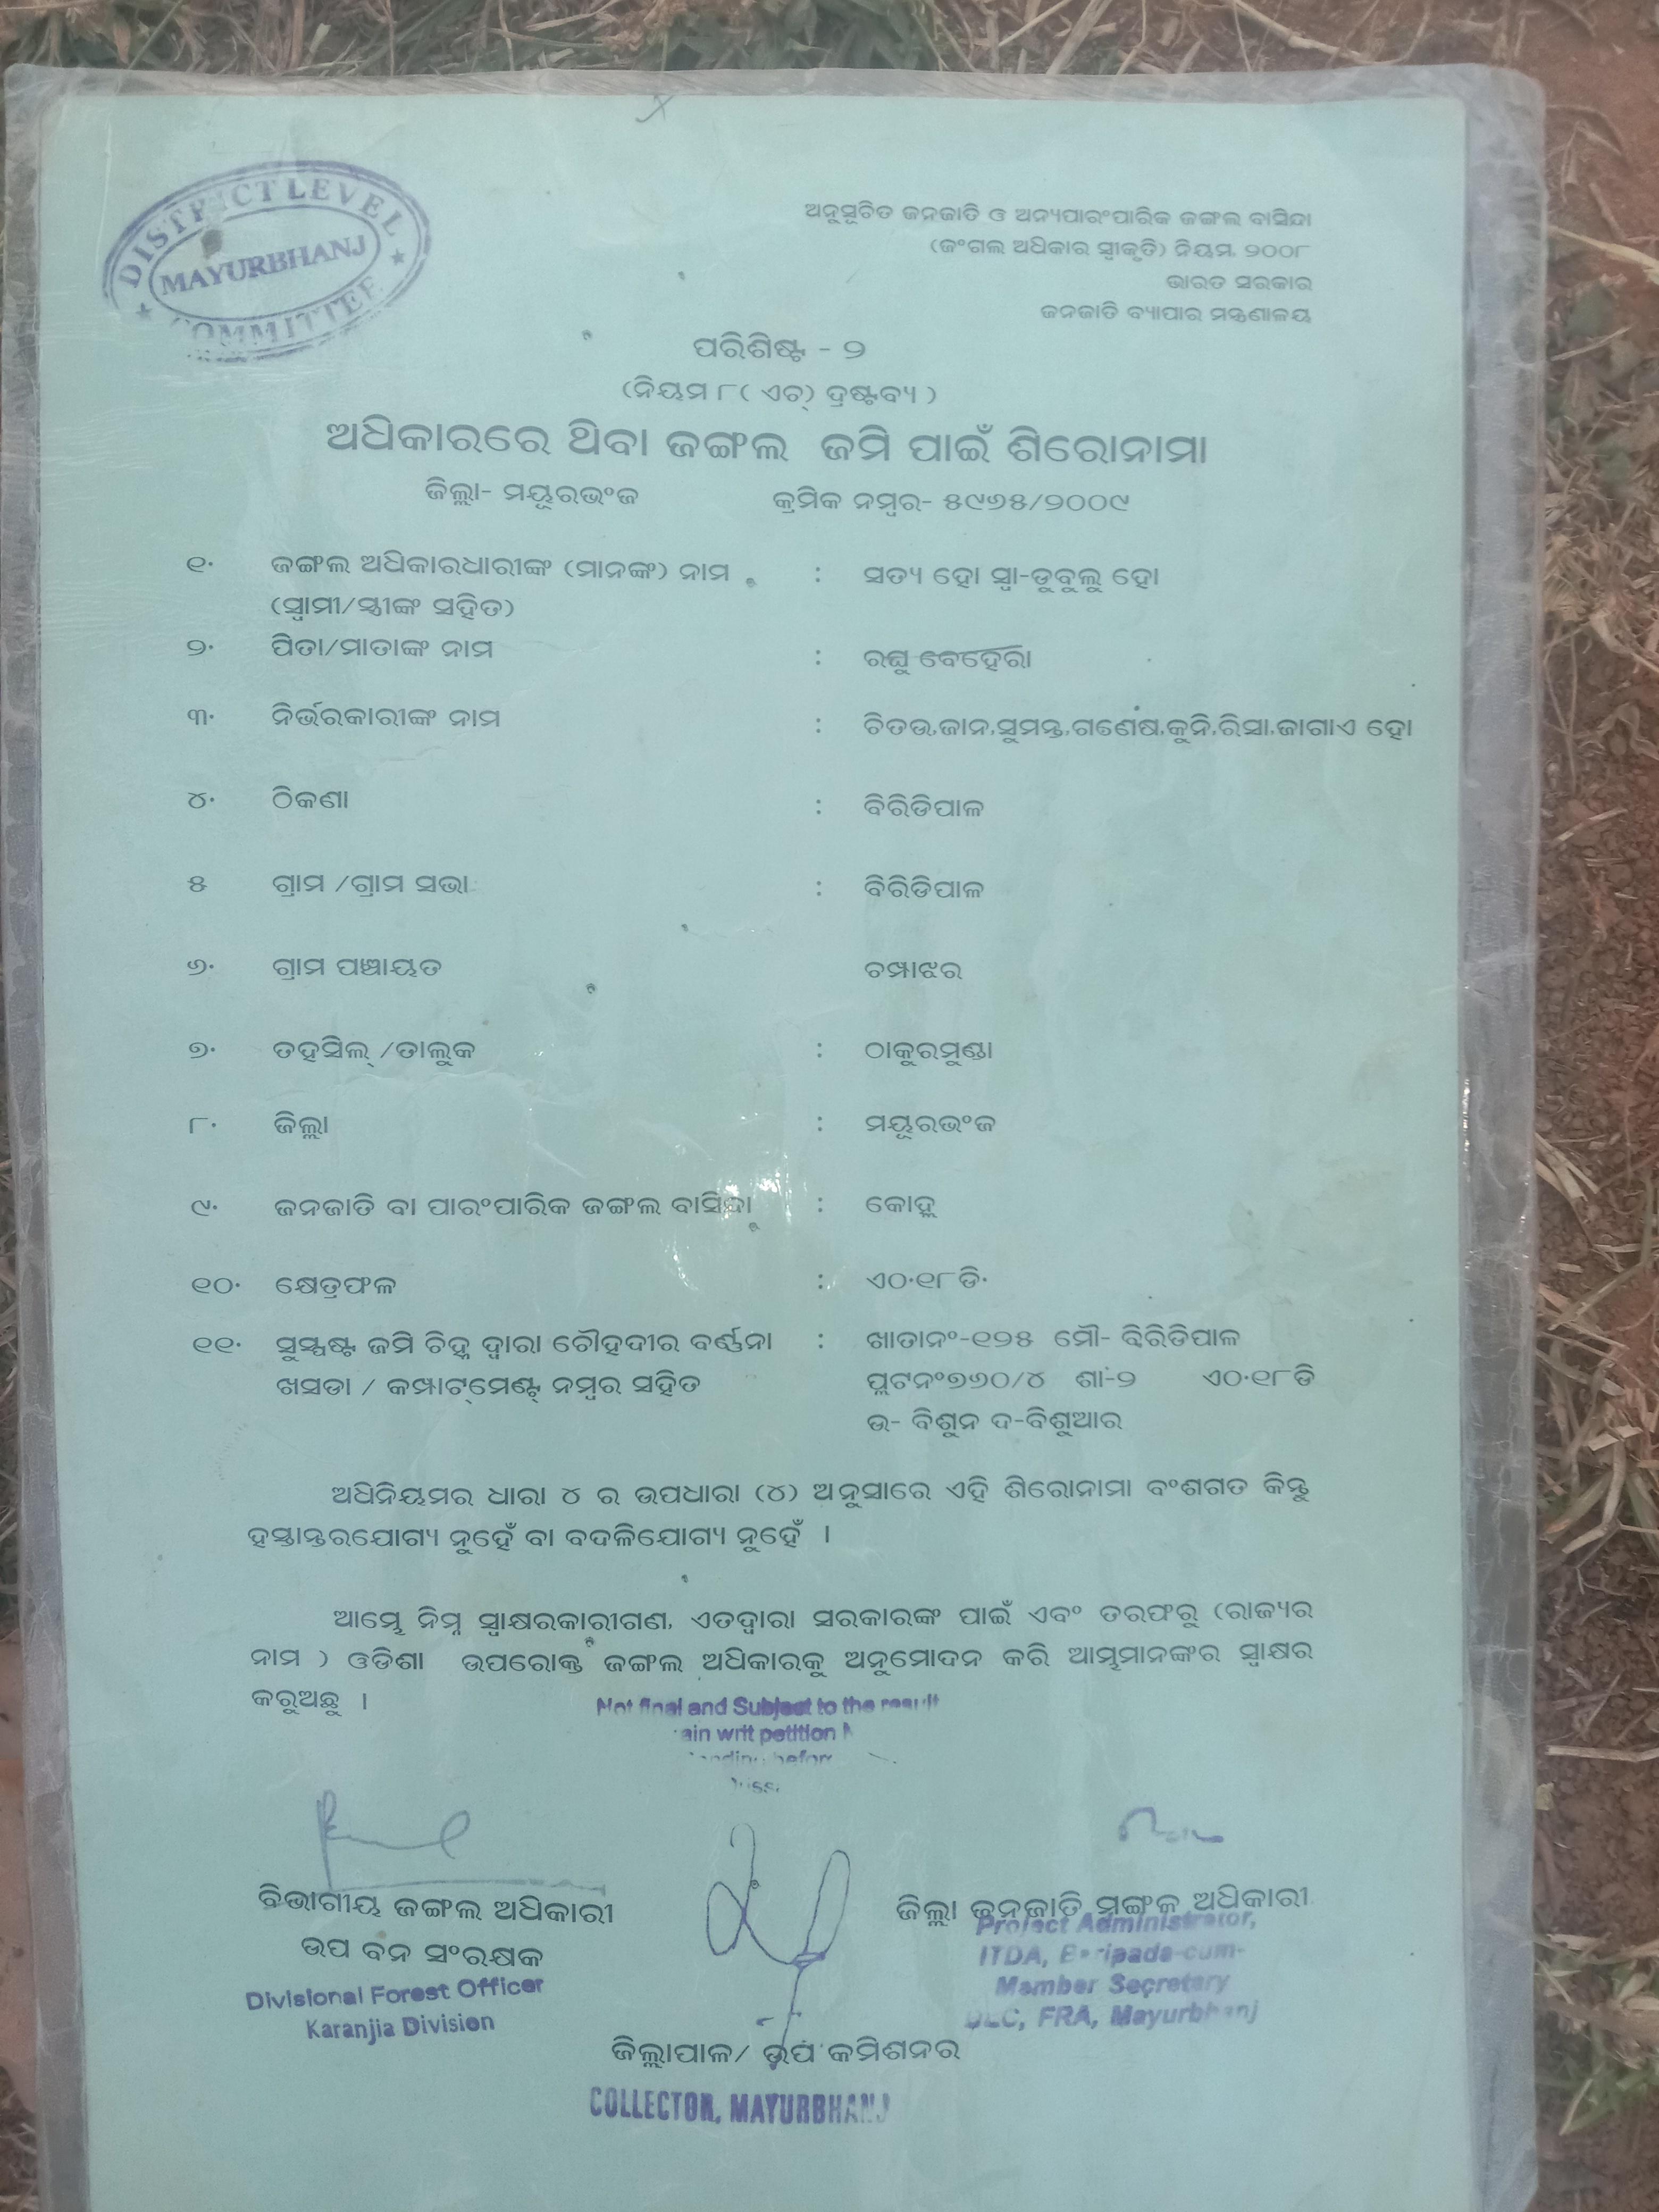 DISTRICT LEVEL
MAYURBHANJ
COMMITTEE
ଅନୁସୂଚିତ ଜନଜାତି ଓ ଅନ୍ୟପାରଂପାରିକ ଜଙ୍ଗଲ ବାସିନ୍ଦା
(ଜଂଗଲ ଅଧିକାର ସ୍ୱୀକୃତି) ନିୟମ, ୨୦୦୮
ଭାରତ ସରକାର
ଜନଜାତି ବ୍ୟାପାର ମନ୍ତ୍ରଣାଳୟ
ପରିଶିଷ୍ଟ - ୨
(ନିୟମ ୮( ଏଚ୍) ଦ୍ରଷ୍ଟବ୍ୟ )
ଅଧିକାରରେ ଥିବା ଜଙ୍ଗଲ ଜମି ପାଇଁ ଶିରୋନାମା
ଜିଲ୍ଲା- ମୟୂରଭଂଜ କ୍ରମିକ ନମ୍ବର- ୫୯୬୫/୨୦୦୯
୧. ଜଙ୍ଗଲ ଅଧିକାରଧାରୀଙ୍କ (ମାନଙ୍କ) ନାମ : ସତ୍ୟ ହୋ ସ୍ୱା-ଡୁବୁଲୁ ହୋ
(ସ୍ୱାମୀ/ସ୍ତ୍ରୀଙ୍କ ସହିତ)
୨. ପିତା/ମାତାଙ୍କ ନାମ : ରଘୁ ବେହେରା
୩. ନିର୍ଭରକାରୀଙ୍କ ନାମ : ଚିତଉ,ଜାନ,ସୁମନ୍ତ,ଗଣେଷ,କୁନି,ରିସା,ଜାଗାଏ ହୋ
୪. ଠିକଣା : ବିରିଡିପାଳ
୫ ଗ୍ରାମ /ଗ୍ରାମ ସଭା : ବିରିଡିପାଳ
୬. ଗ୍ରାମ ପଞ୍ଚାୟତ ଚମ୍ପାଝର
୭. ତହସିଲ୍ /ତାଲୁକ : ଠାକୁରମୁଣ୍ଡା
୮. ଜିଲ୍ଲା : ମୟୂରଭଂଜ
୯. ଜନଜାତି ବା ପାରଂପାରିକ ଜଙ୍ଗଲ ବାସିନ୍ଦା : କୋହ୍ଲ
୧୦. କ୍ଷେତ୍ରଫଳ : ଏ୦.୧୮ଡି.
୧୧. ସୁସ୍ପଷ୍ଟ ଜମି ଚିହ୍ନ ଦ୍ୱାରା ଚୌହଦୀର ବର୍ଣ୍ଣନା : ଖାତାନଂ-୧୨୫ ମୌ- ବିରିଡିପାଳ
ଖସଡା / କମ୍ପାଟ୍‌ମେଣ୍ଟ୍ ନମ୍ବର ସହିତ ପ୍ଲଟନଂ୭୬୦/୪ ଶା-୨ ଏ୦.୧୮ଡି
ଉ- ବିଶୁନ ଦ-ବିଶୁଆର
ଅଧିନିୟମର ଧାରା ୪ ର ଉପଧାରା (୪) ଅନୁସାରେ ଏହି ଶିରୋନାମା ବଂଶଗତ କିନ୍ତୁ
ହସ୍ତାନ୍ତରଯୋଗ୍ୟ ନୁହେଁ ବା ବଦଳିଯୋଗ୍ୟ ନୁହେଁ ।
ଆମ୍ଭେ ନିମ୍ନ ସ୍ୱାକ୍ଷରକାରୀଗଣ, ଏତଦ୍ୱାରା ସରକାରଙ୍କ ପାଇଁ ଏବଂ ତରଫରୁ (ରାଜ୍ୟର
ନାମ ) ଓଡିଶା ଉପରୋକ୍ତ ଜଙ୍ଗଲ ଅଧିକାରକୁ ଅନୁମୋଦନ କରି ଆମ୍ଭମାନଙ୍କର ସ୍ୱାକ୍ଷର
କରୁଅଛୁ ।
Not final and Subject to the result
writ petition
ବିଭାଗୀୟ ଜଙ୍ଗଲ ଅଧିକାରୀ
ଉପ ବନ ସଂରକ୍ଷକ
Divisional Forest Officer
Karanjia Division
ଜିଲ୍ଲା ଜନଜାତି ମଙ୍ଗଳ ଅଧିକାରୀ
Project Administrator,
ITDA, Baripada-cum-
Member Secretary
DLC, FRA, Mayurbhanj
ଜିଲ୍ଲାପାଳ/ ଉପ କମିଶନର
COLLECTOR, MAYURBHANJ